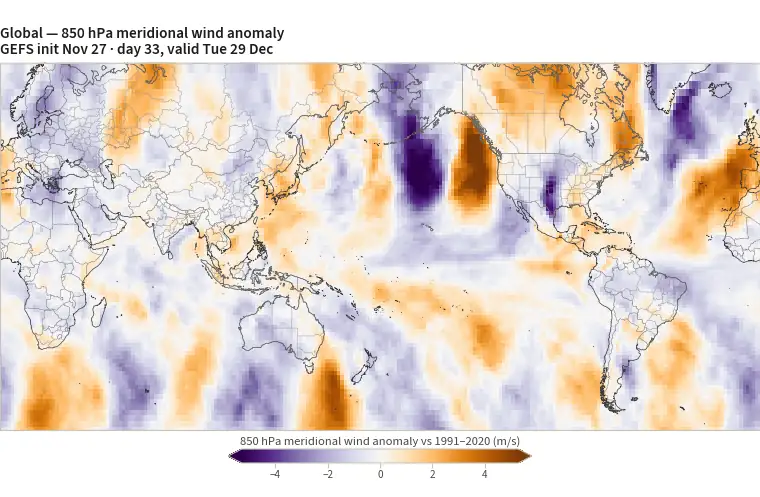 Global — 850 hPa meridional wind anomaly
GEFS init Nov 27 · day 33, valid Tue 29 Dec
850 hPa meridional wind anomaly vs 1991–2020 (m/s)
−4 −2 0 2 4